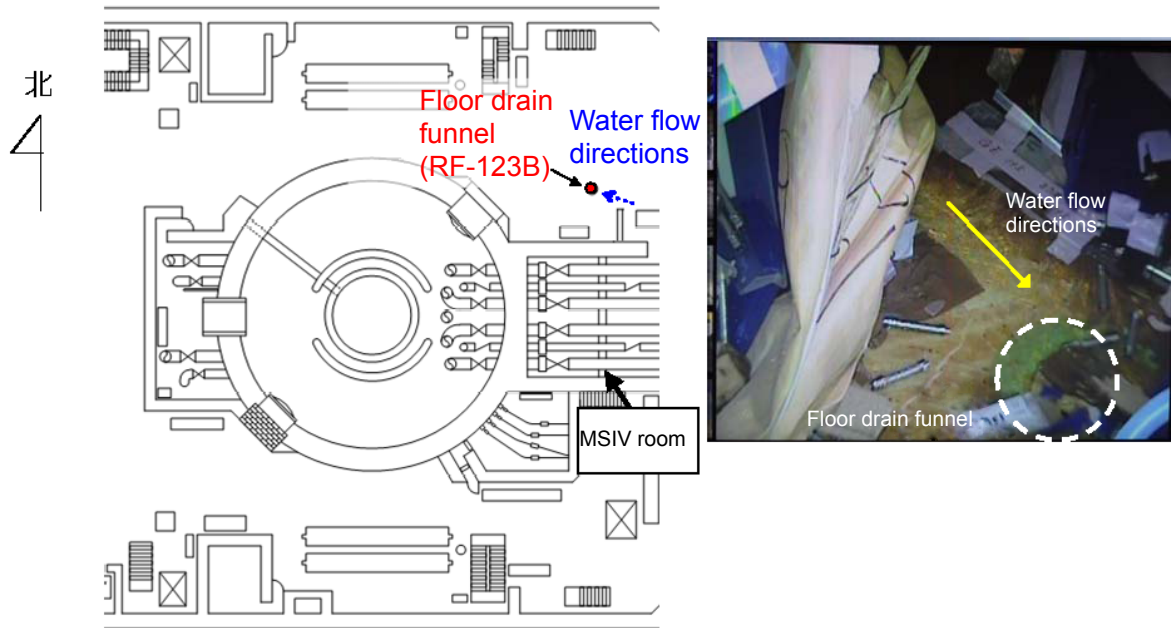 北
Floor drain
funnel
(RF-123B)
Water flow
directions
MSIV room
Water flow
directions
Floor drain funnel